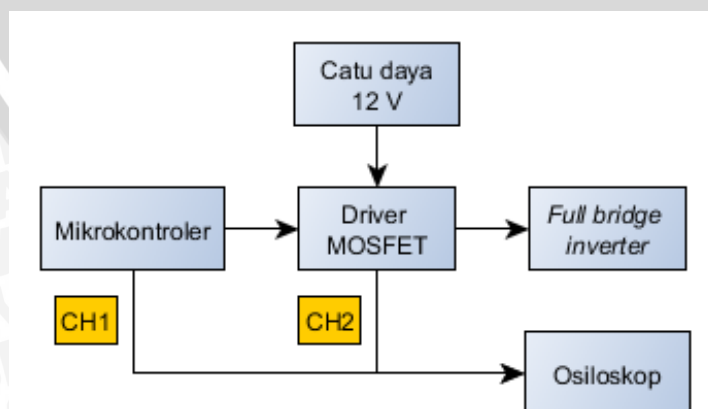 Catu daya
12 V
Mikrokontroler
Driver
MOSFET
Full bridge
inverter
CH1
CH2
Osiloskop